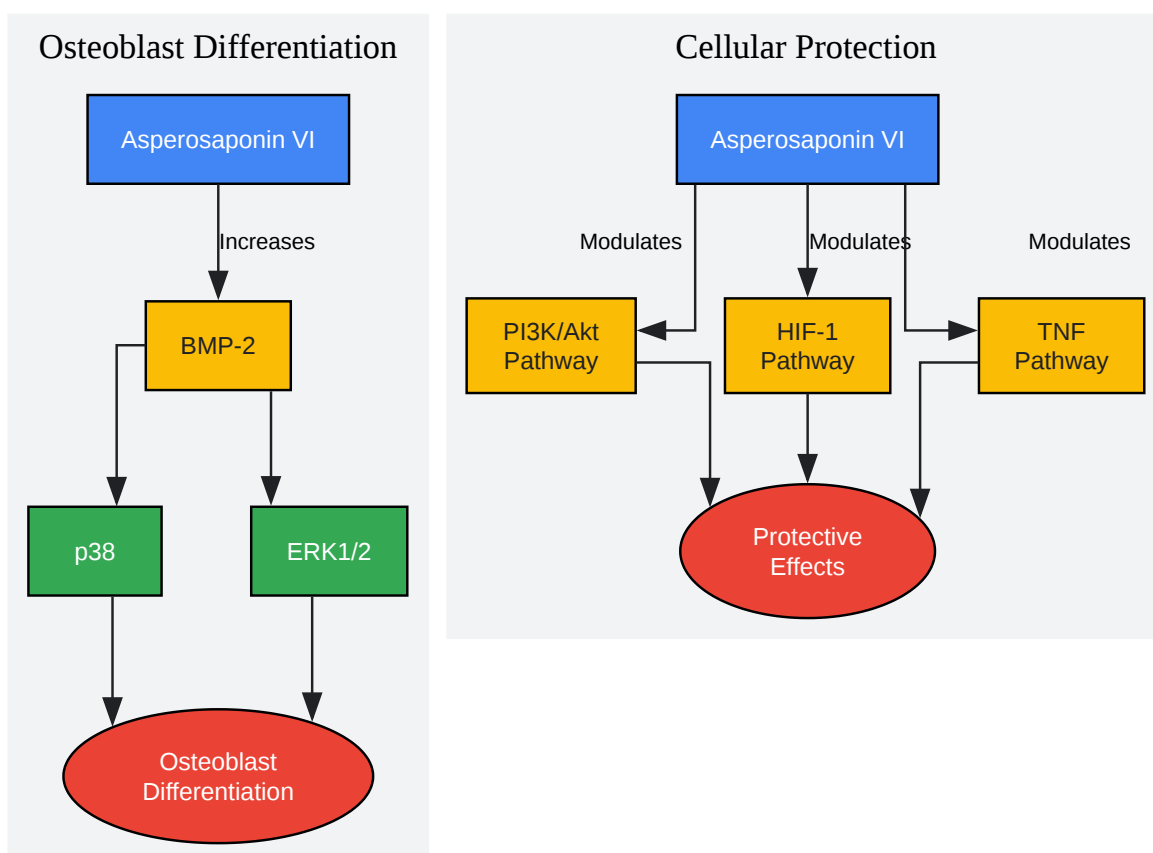 Osteoblast Differentiation
Asperosaponin VI
Increases
BMP-2
p38
ERK1/2
Osteoblast
Differentiation
Cellular Protection
Asperosaponin VI
Modulates
Modulates
Modulates
PI3K/Akt
Pathway
HIF-1
Pathway
TNF
Pathway
Protective
Effects